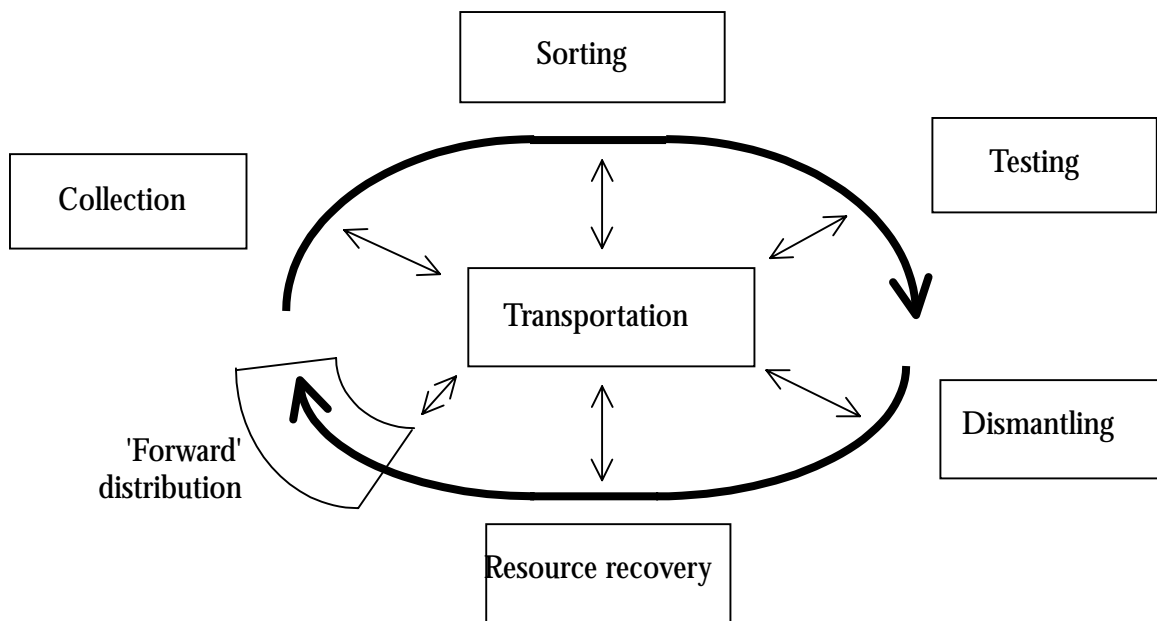 Sorting
Testing
Collection
Transportation
Dismantling
'Forward'
distribution
Resource recovery